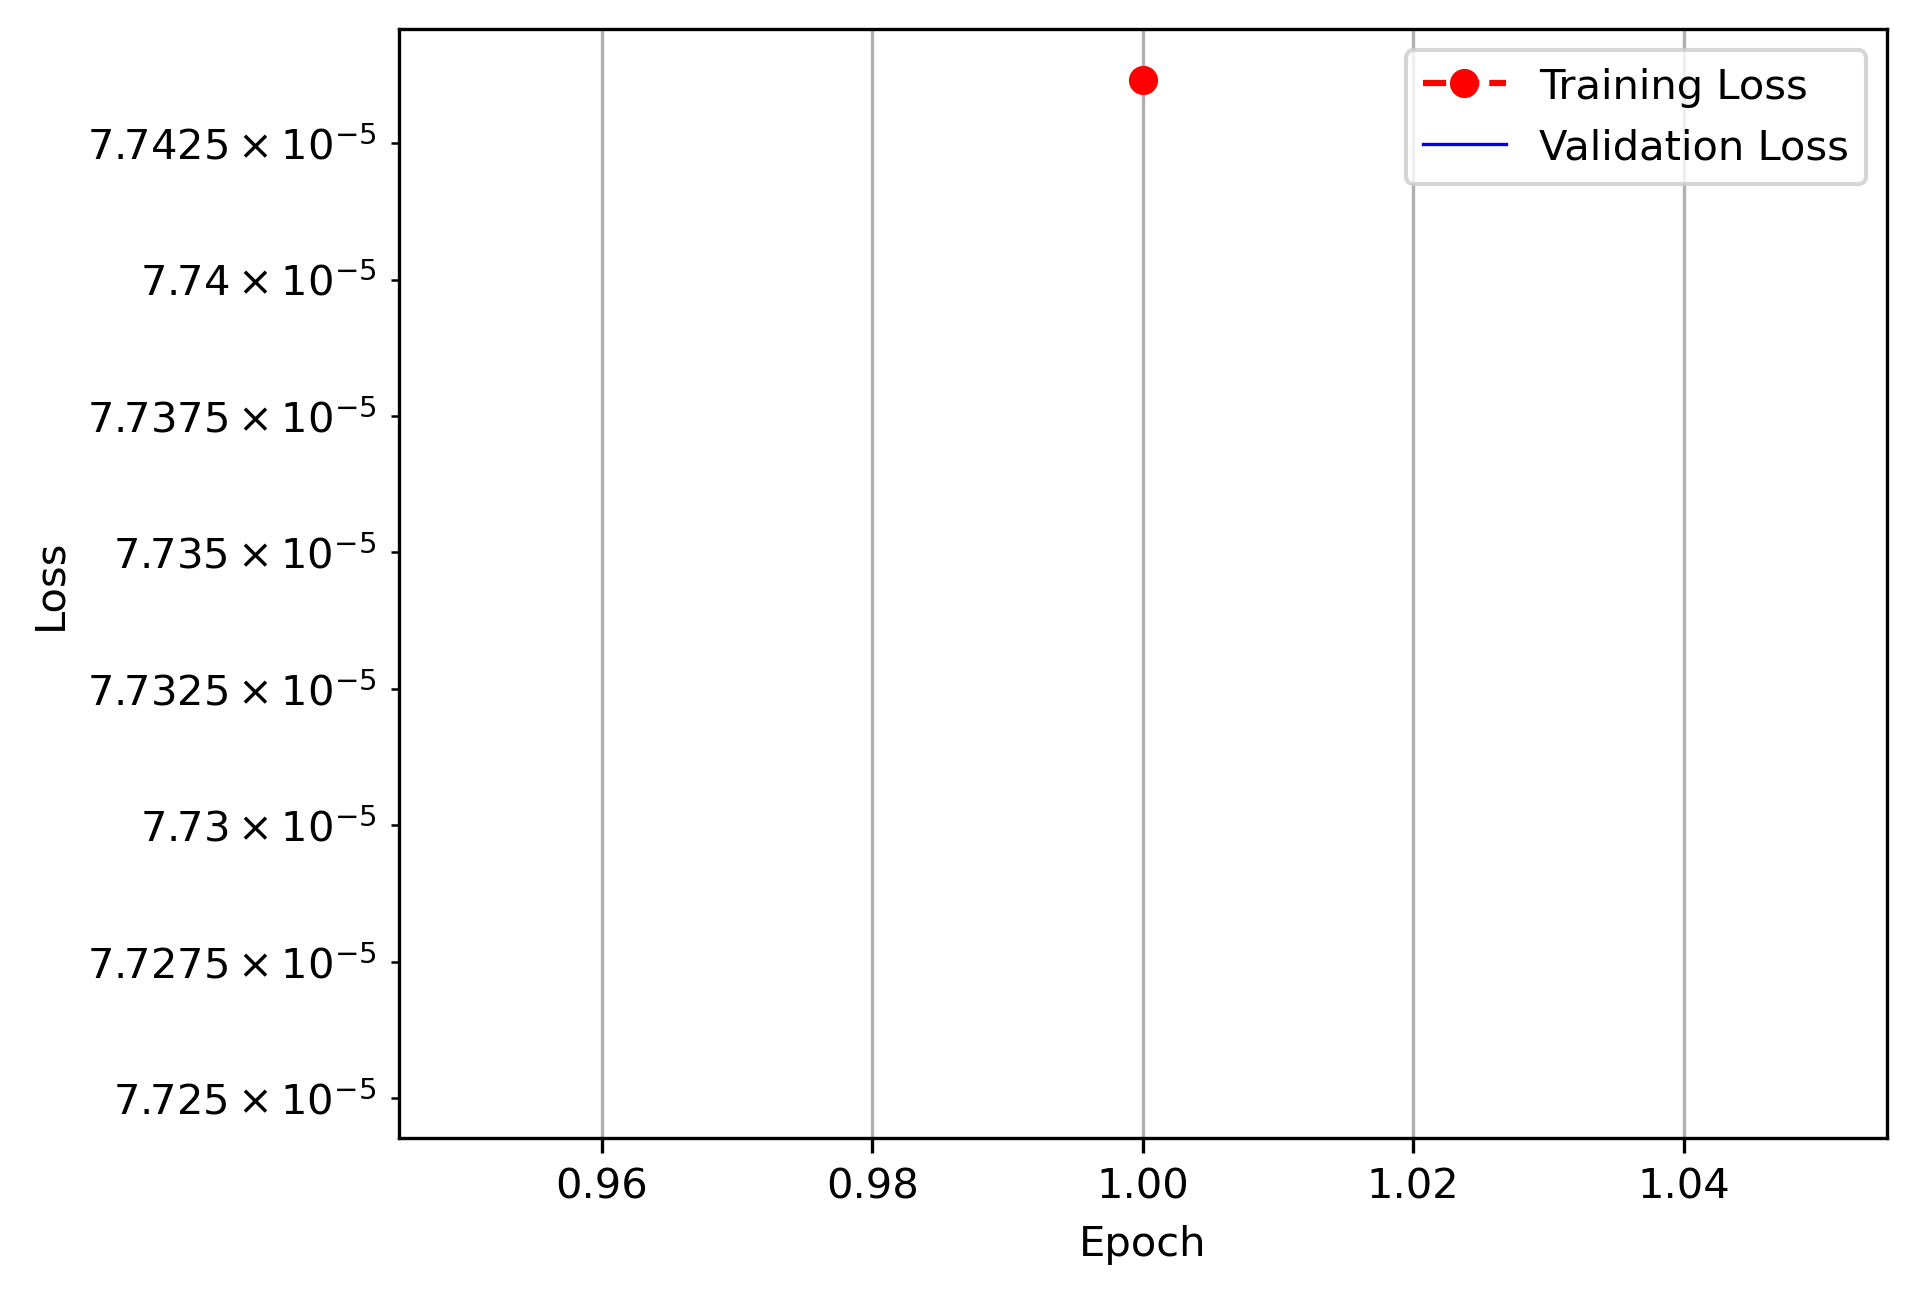 Training Loss
Validation Loss
7.7425 × 10⁻⁵
7.74 × 10⁻⁵
7.7375 × 10⁻⁵
7.735 × 10⁻⁵
7.7325 × 10⁻⁵
7.73 × 10⁻⁵
7.7275 × 10⁻⁵
7.725 × 10⁻⁵
Loss
0.96 0.98 1.00 1.02 1.04
Epoch